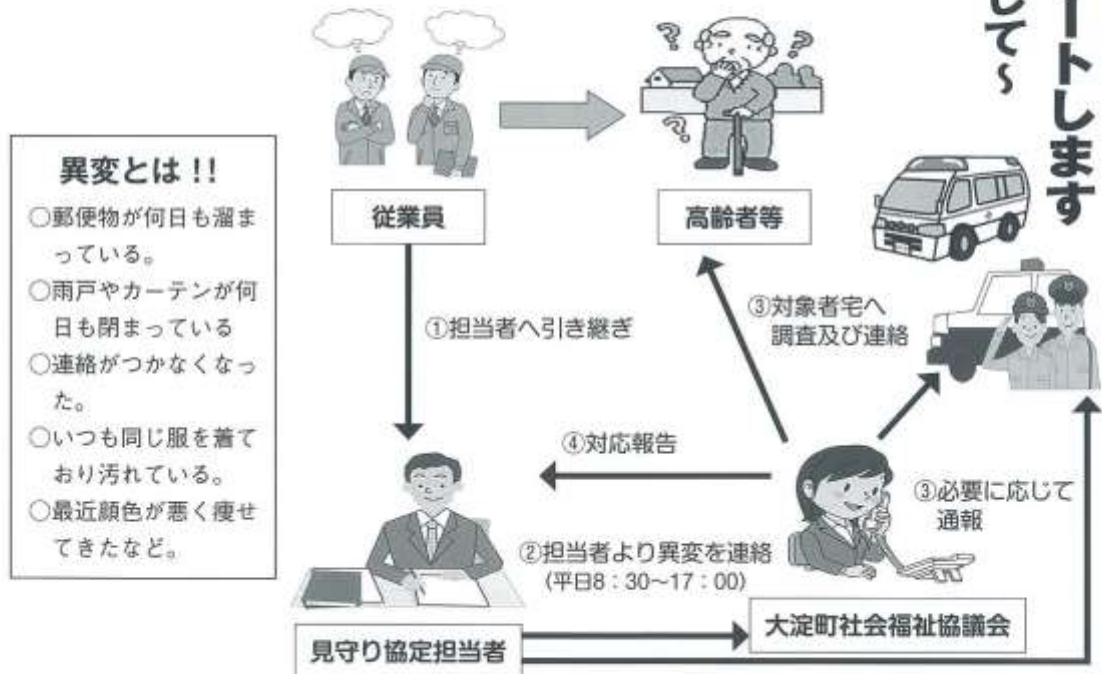 ートします
して～
従業員
高齢者等
異変とは!!
○郵便物が何日も溜ま
っている。
○雨戸やカーテンが何
日も閉まっている
○連絡がつかなくなっ
た。
○いつも同じ服を着て
おり汚れている。
○最近顔色が悪く痩せ
てきたなど。
①担当者へ引き継ぎ
③対象者宅へ
調査及び連絡
④対応報告
③必要に応じて
通報
②担当者より異変を連絡
(平日8:30~17:00)
大淀町社会福祉協議会
見守り協定担当者